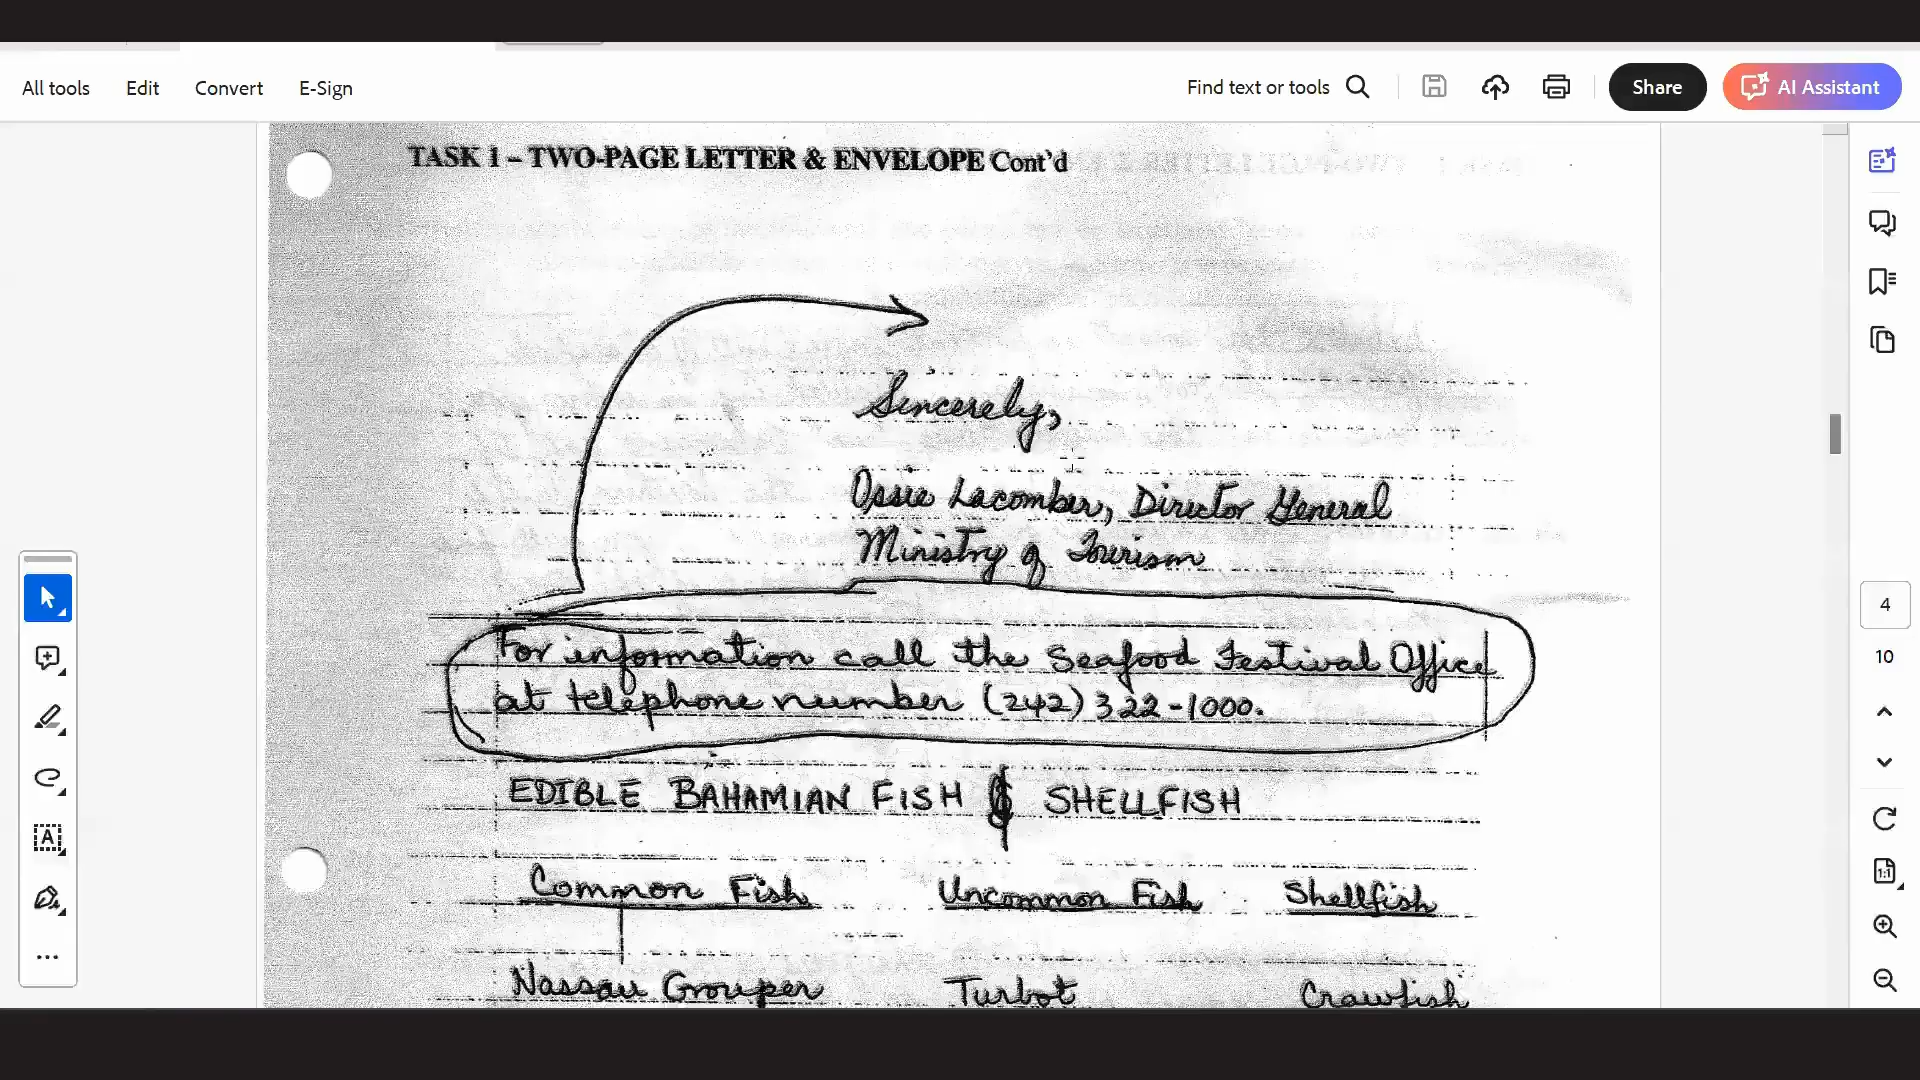 All tools Edit Convert E-Sign Find text or tools Share AI Assistant
TASK 1 – TWO-PAGE LETTER & ENVELOPE Cont'd
Sincerely,
Ossie Lacomber, Director General
Ministry of Tourism
For information call the Seafood Festival Office
at telephone number (242) 322-1000.
EDIBLE BAHAMIAN FISH & SHELLFISH
Common Fish Uncommon Fish Shellfish
Nassau Grouper Turbot Crawfish
4
10